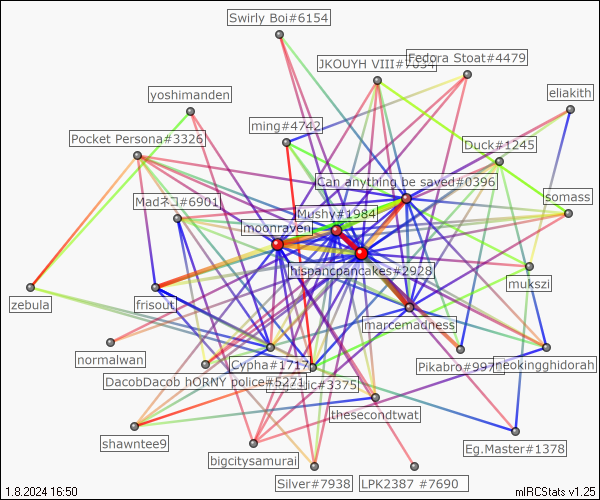 Swirly Boi#6154
JKOUYH VIII#7034
Fedora Stoat#4479
yoshimanden
eliakith
ming#4742
Pocket Persona#3326
Duck#1245
Can anything be saved#0396
Madネコ#6901
somass
Mushy#1984
moonraven
hispancpancakes#2928
mukszi
zebula
frisout
marcemadness
normalwan
Cypha#1717
Pikabro#997
neokingghidorah
DacobDacob hORNY police#5271
ic#3375
thesecondtwat
shawntee9
Eg.Master#1378
bigcitysamurai
Silver#7938
LPK2387 #7690
1.8.2024 16:50
mIRCStats v1.25